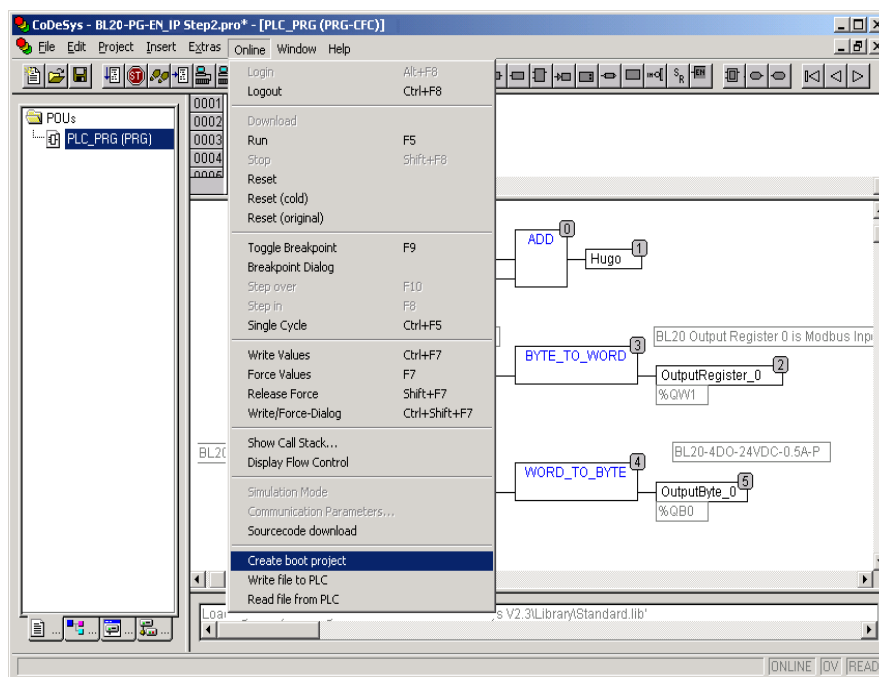 CoDeSys - BL20-PG-EN_IP Step2.pro* - [PLC_PRG (PRG-CFC)]
File Edit Project Insert Extras Online Window Help
Login Alt+F8
Logout Ctrl+F8
Download
Run F5
Stop Shift+F8
Reset
Reset (cold)
Reset (original)
Toggle Breakpoint F9
Breakpoint Dialog
Step over F10
Step in F8
Single Cycle Ctrl+F5
Write Values Ctrl+F7
Force Values F7
Release Force Shift+F7
Write/Force-Dialog Ctrl+Shift+F7
Show Call Stack...
Display Flow Control
Simulation Mode
Communication Parameters...
Sourcecode download
Create boot project
Write file to PLC
Read file from PLC
POUs
PLC_PRG (PRG)
0001
0002
0003
0004
ADD 0
Hugo 1
BL20 Output Register 0 is Modbus
BYTE_TO_WORD 3
OutputRegister_0 2
%QW1
BL20
BL20-4DO-24VDC-0.5A-P
WORD_TO_BYTE 4
OutputByte_0 5
%QB0
V2.3\Library\Standard.lib'
ONLINE OV READ